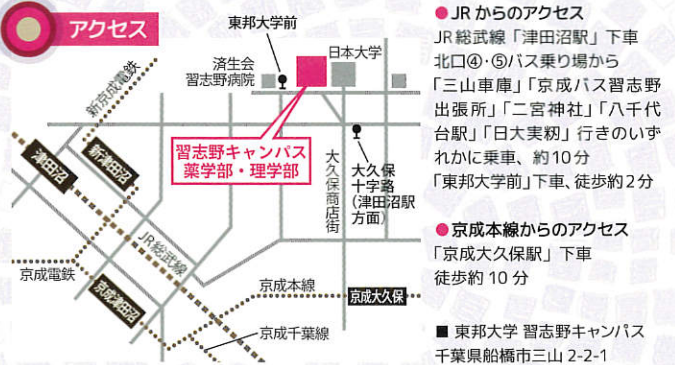 アクセス
東邦大学前
日本大学
済生会
習志野病院
新京成電鉄
習志野キャンパス
薬学部・理学部
津田沼
新津田沼
大久保商店街
大久保
十字路
(津田沼駅
方面)
JR総武線
京成電鉄
京成津田沼
京成本線
京成大久保
京成千葉線
●JRからのアクセス
JR総武線「津田沼駅」下車
北口④・⑤バス乗り場から
「三山車庫」「京成バス習志野
出張所」「二宮神社」「八千代
台駅」「日大実籾」行きのいず
れかに乗車、約10分
「東邦大学前」下車、徒歩約2分
●京成本線からのアクセス
「京成大久保駅」下車
徒歩約10分
■ 東邦大学 習志野キャンパス
千葉県船橋市三山 2-2-1